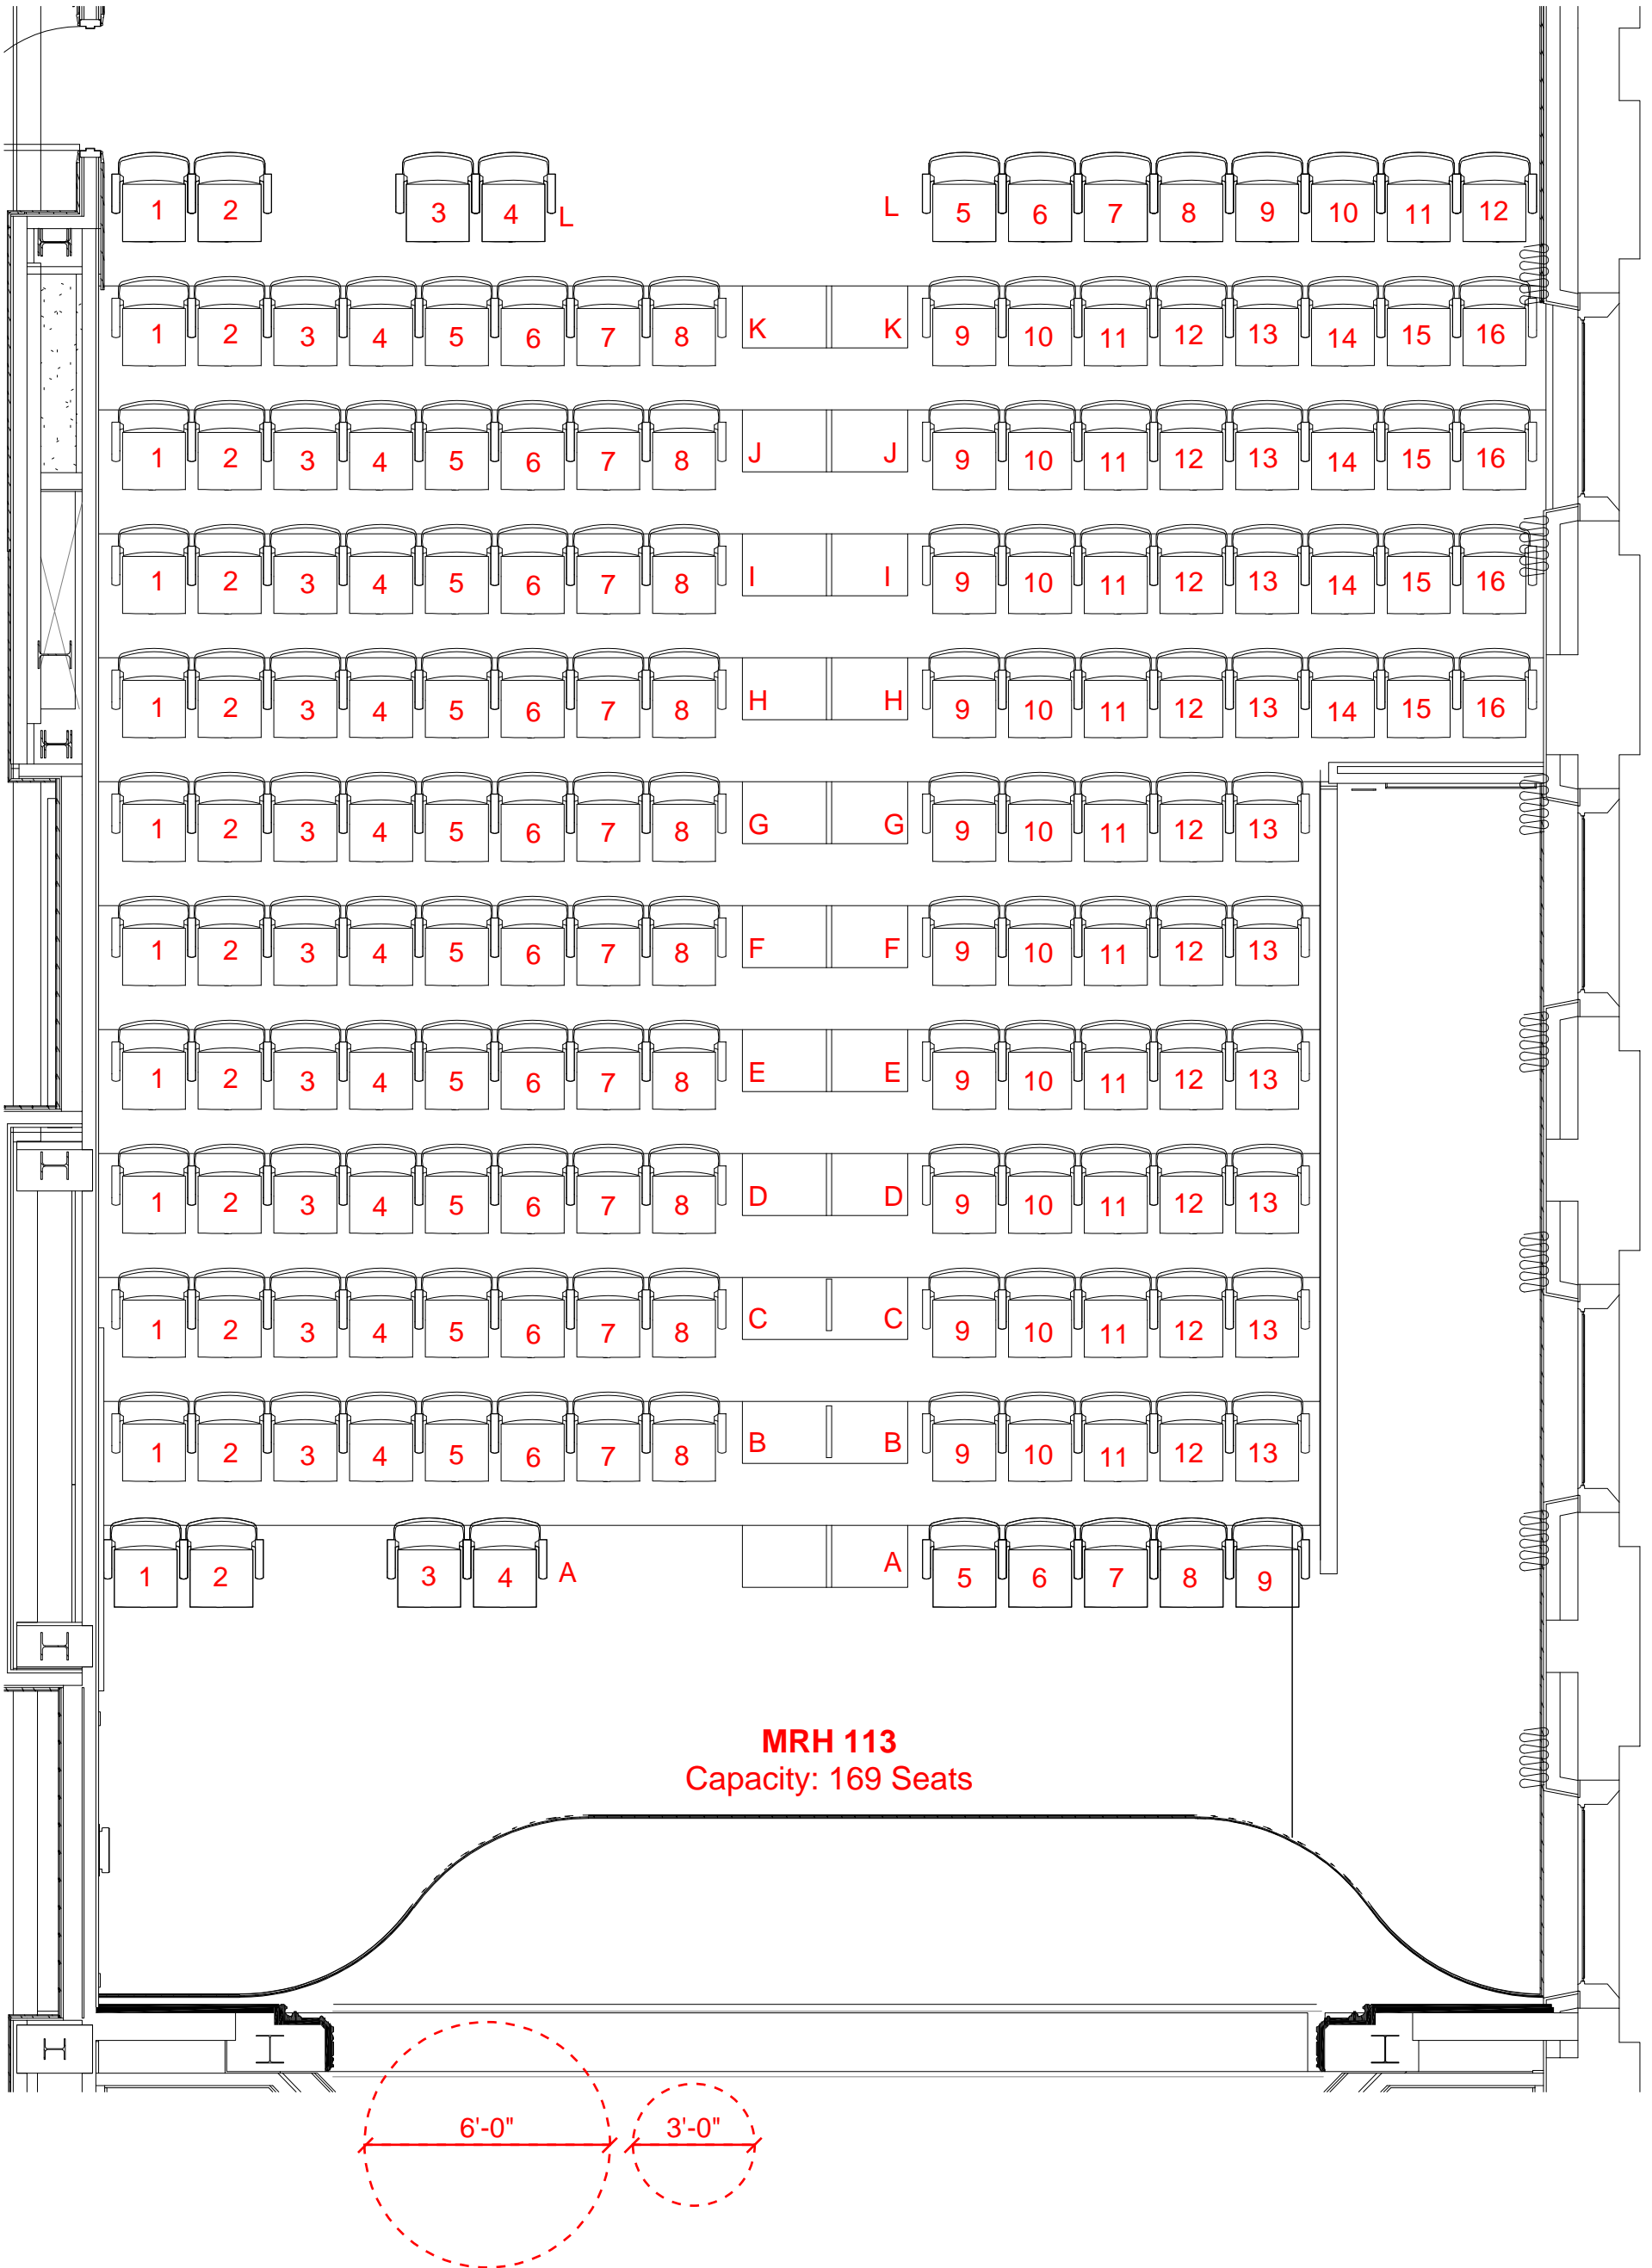 1 2 3 4 L L 5 6 7 8 9 10 11 12
1 2 3 4 5 6 7 8 K K 9 10 11 12 13 14 15 16
1 2 3 4 5 6 7 8 J J 9 10 11 12 13 14 15 16
1 2 3 4 5 6 7 8 I I 9 10 11 12 13 14 15 16
1 2 3 4 5 6 7 8 H H 9 10 11 12 13 14 15 16
1 2 3 4 5 6 7 8 G G 9 10 11 12 13
1 2 3 4 5 6 7 8 F F 9 10 11 12 13
1 2 3 4 5 6 7 8 E E 9 10 11 12 13
1 2 3 4 5 6 7 8 D D 9 10 11 12 13
1 2 3 4 5 6 7 8 C C 9 10 11 12 13
1 2 3 4 5 6 7 8 B B 9 10 11 12 13
1 2 3 4 A A 5 6 7 8 9
MRH 113
Capacity: 169 Seats
6'-0" 3'-0"